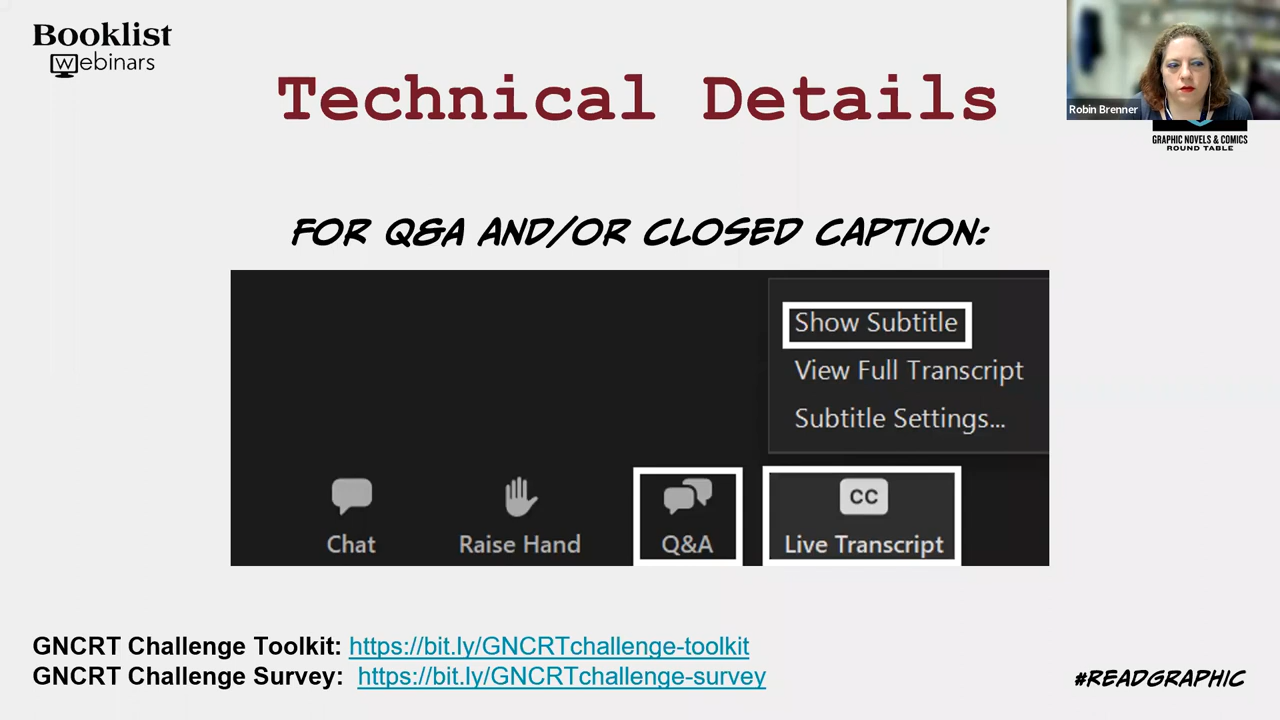 Booklist
Webinars
Technical Details
Robin Brenner
GRAPHIC NOVELS & COMICS
ROUND TABLE
FOR Q&A AND/OR CLOSED CAPTION:
Show Subtitle
View Full Transcript
Subtitle Settings...
CC
Chat
Raise Hand
Q&A
Live Transcript
GNCRT Challenge Toolkit: https://bit.ly/GNCRTchallenge-toolkit
GNCRT Challenge Survey: https://bit.ly/GNCRTchallenge-survey
#READGRAPHIC